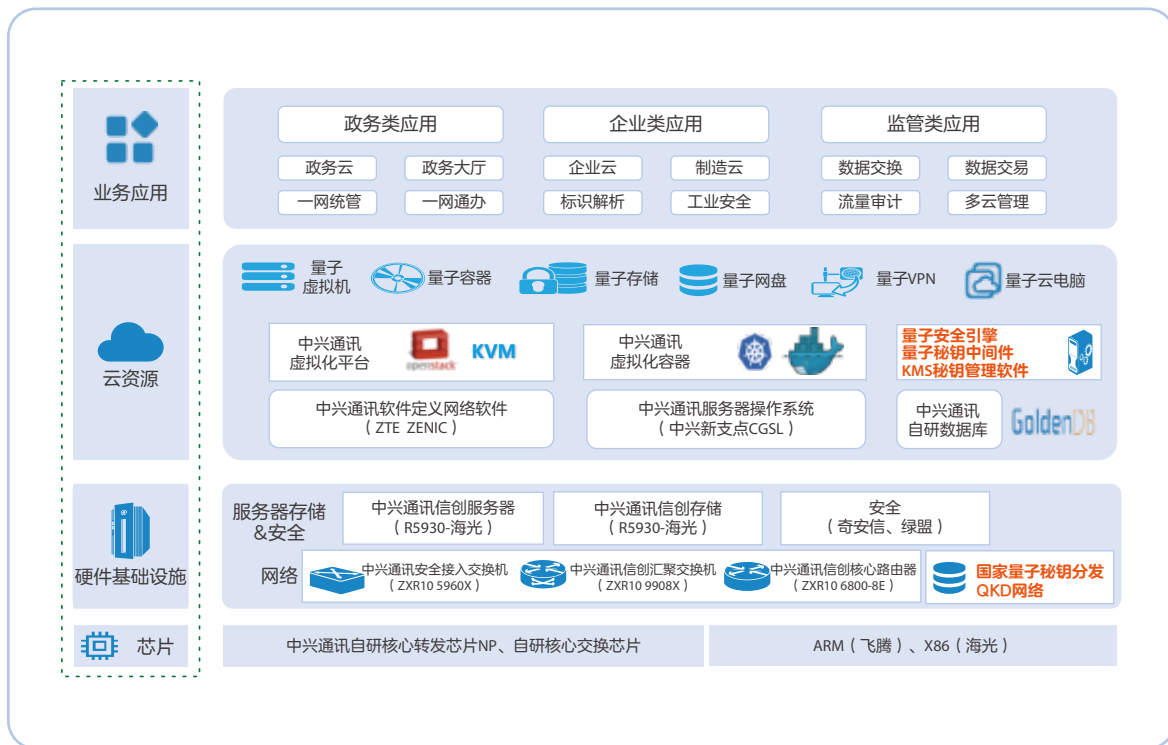 业务应用
政务类应用
企业类应用
监管类应用
政务云
政务大厅
企业云
制造云
数据交换
数据交易
一网统管
一网通办
标识解析
工业安全
流量审计
多云管理
云资源
量子
虚拟机
量子容器
量子存储
量子网盘
量子VPN
量子云电脑
中兴通讯
虚拟化平台
openstack
KVM
中兴通讯
虚拟化容器
docker
量子安全引擎
量子秘钥中间件
KMS秘钥管理软件
中兴通讯软件定义网络软件
（ZTE ZENIC）
中兴通讯服务器操作系统
（中兴新支点CGSL）
中兴通讯
自研数据库
GoldenDB
硬件基础设施
服务器存储
&安全
中兴通讯信创服务器
（R5930-海光）
中兴通讯信创存储
（R5930-海光）
安全
（奇安信、绿盟）
网络
中兴通讯安全接入交换机
（ZXR10 5960X）
中兴通讯信创汇聚交换机
（ZXR10 9908X）
中兴通讯信创核心路由器
（ZXR10 6800-8E）
国家量子秘钥分发
QKD网络
芯片
中兴通讯自研核心转发芯片NP、自研核心交换芯片
ARM（飞腾）、X86（海光）